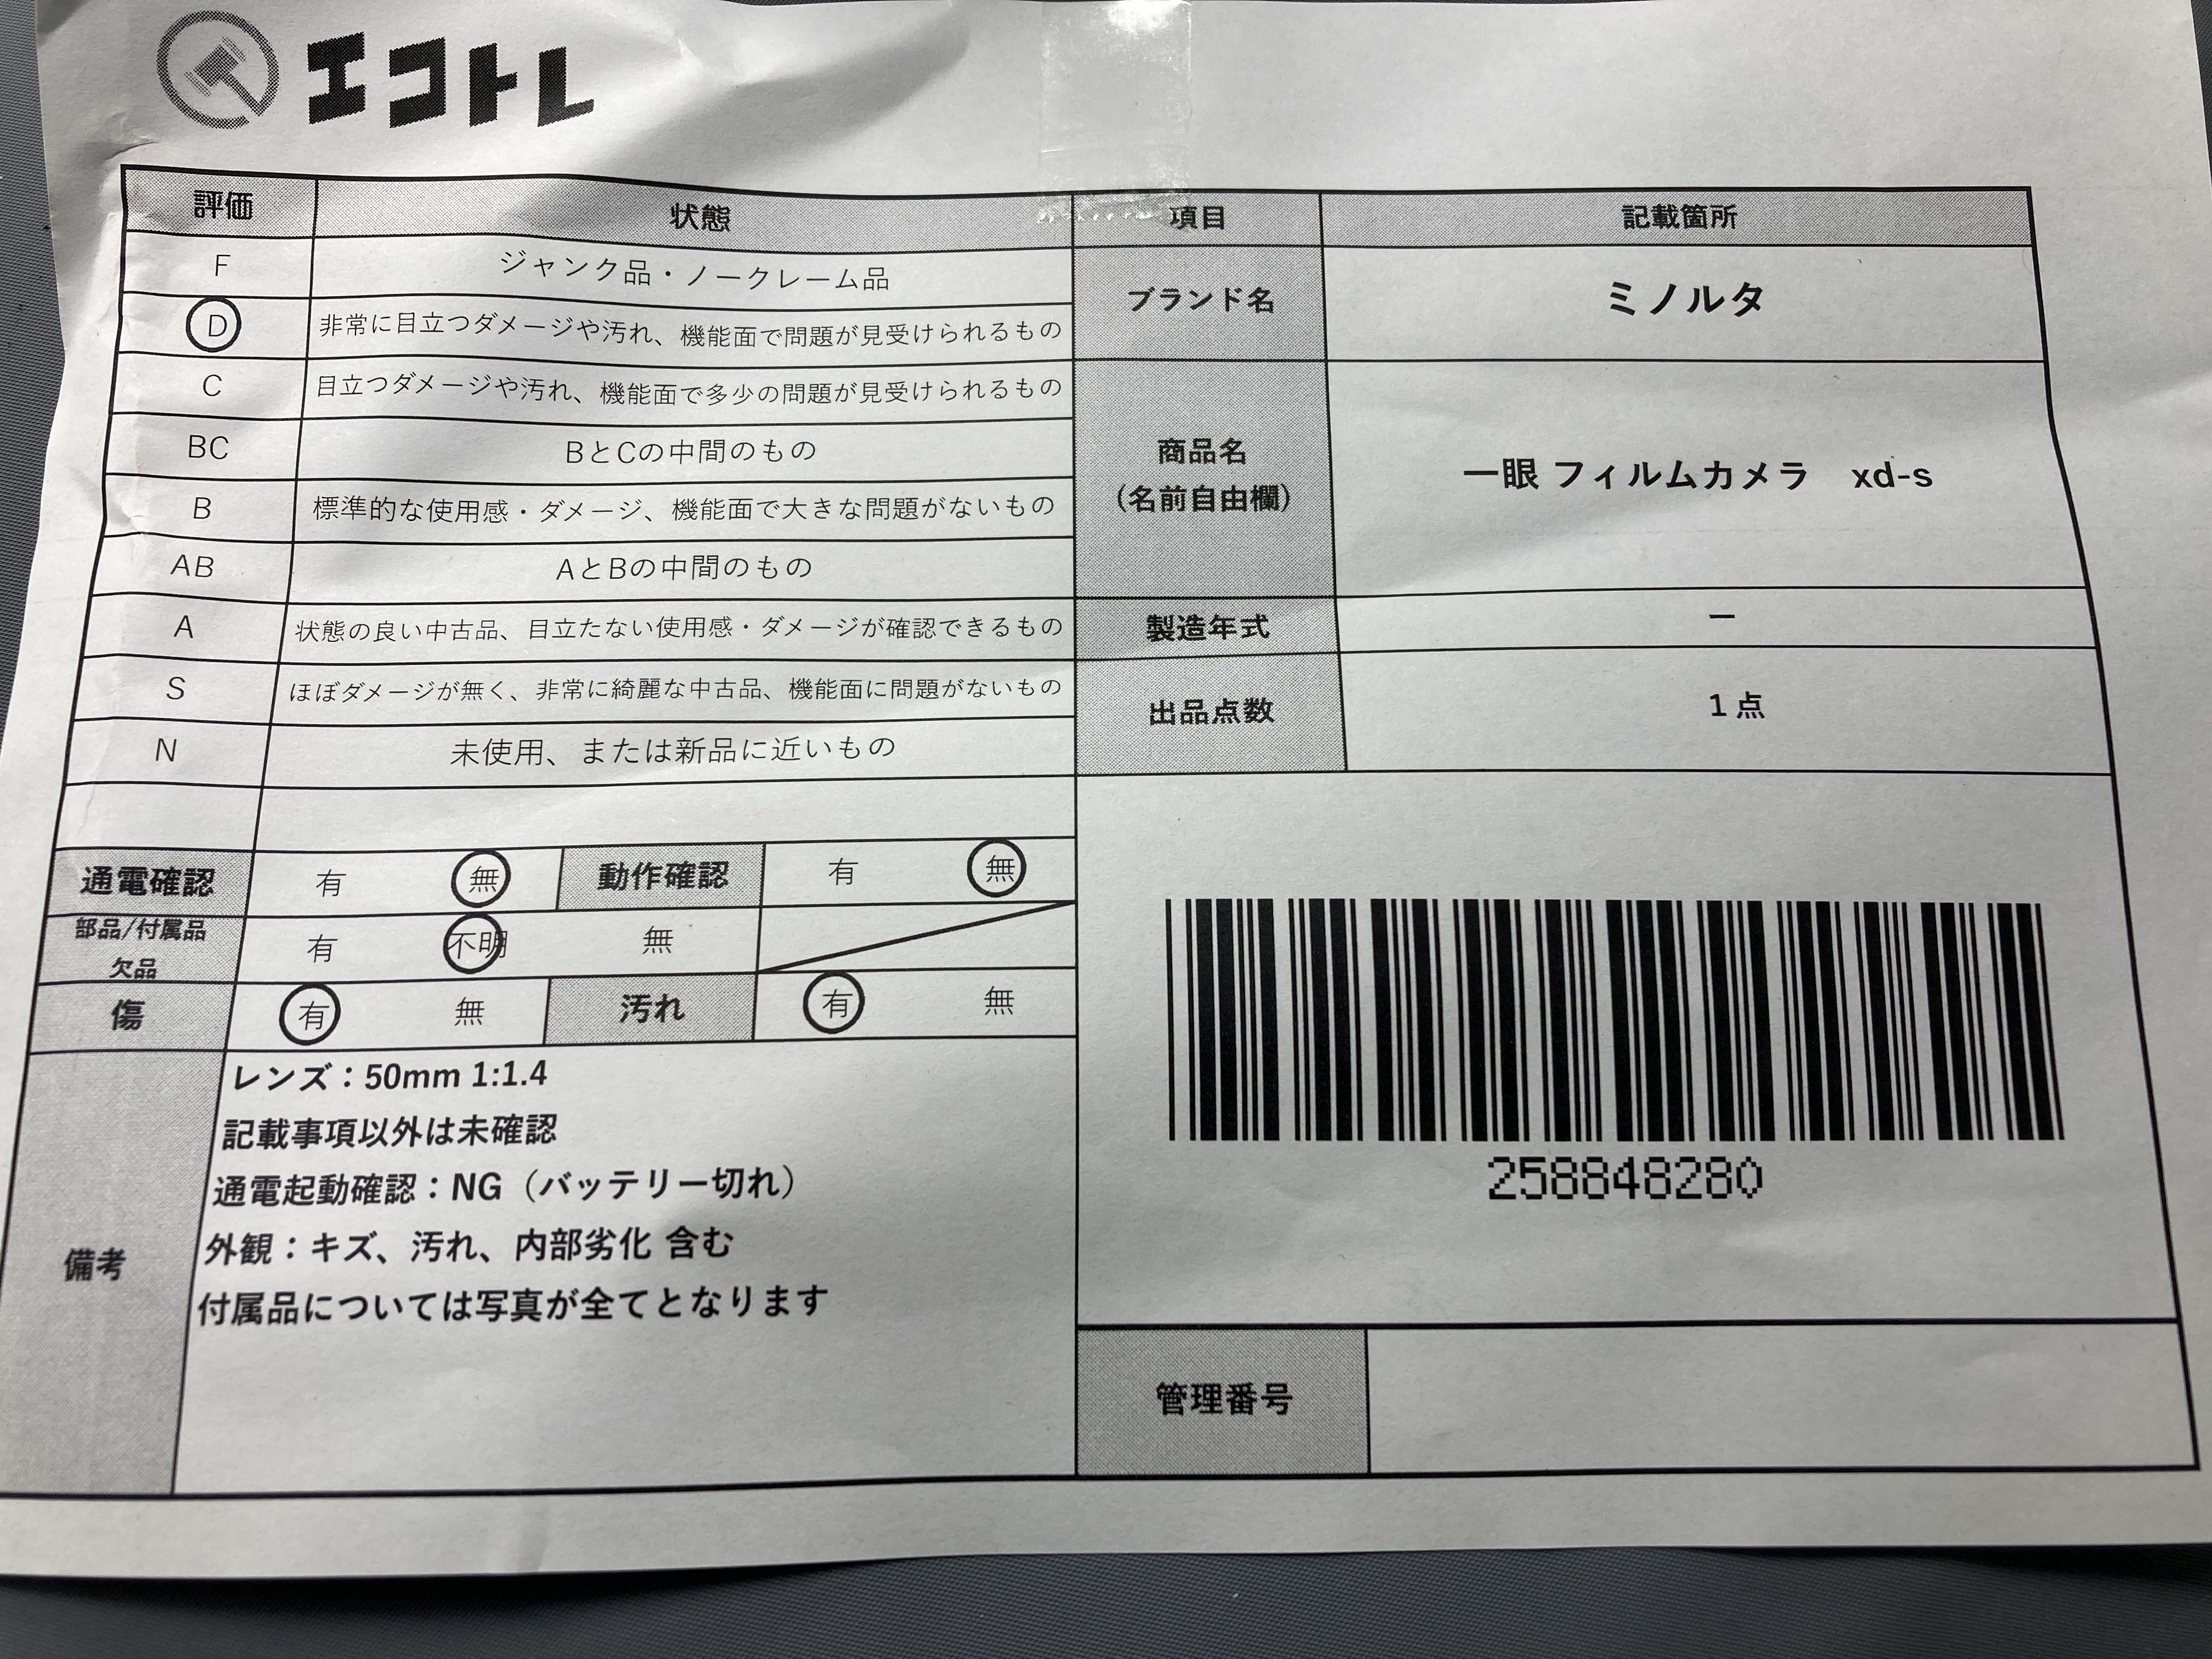 エコトレ
評価 状態
F ジャンク品・ノークレーム品
D 非常に目立つダメージや汚れ、機能面で問題が見受けられるもの
C 目立つダメージや汚れ、機能面で多少の問題が見受けられるもの
BC BとCの中間のもの
B 標準的な使用感・ダメージ、機能面で大きな問題がないもの
AB AとBの中間のもの
A 状態の良い中古品、目立たない使用感・ダメージが確認できるもの
S ほぼダメージが無く、非常に綺麗な中古品、機能面に問題がないもの
N 未使用、または新品に近いもの
通電確認 有 無 動作確認 有 無
部品/付属品
欠品 有 不明 無
傷 有 無 汚れ 有 無
備考
レンズ：50mm 1:1.4
記載事項以外は未確認
通電起動確認：NG（バッテリー切れ）
外観：キズ、汚れ、内部劣化 含む
付属品については写真が全てとなります
項目 記載箇所
ブランド名 ミノルタ
商品名
（名前自由欄） 一眼 フィルムカメラ　xd-s
製造年式 ー
出品点数 1 点
258848280
管理番号